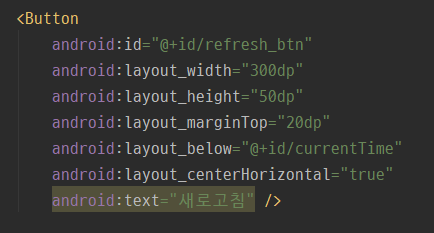 <Button
android:id="@+id/refresh_btn"
android:layout_width="300dp"
android:layout_height="50dp"
android:layout_marginTop="20dp"
android:layout_below="@+id/currentTime"
android:layout_centerHorizontal="true"
android:text="새로고침" />